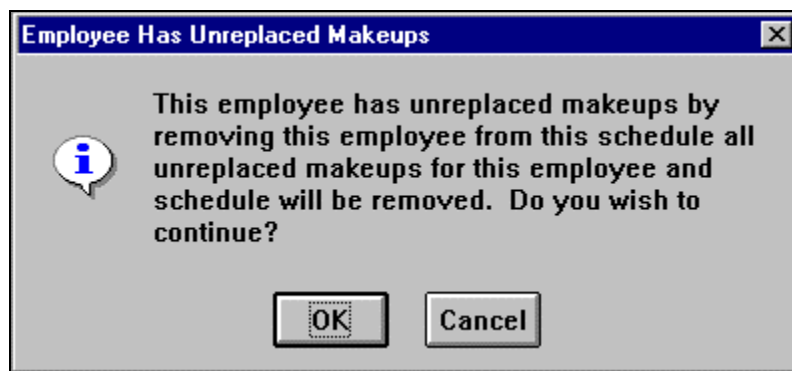 Employee Has Unreplaced Makeups
This employee has unreplaced makeups by
removing this employee from this schedule all
unreplaced makeups for this employee and
schedule will be removed.  Do you wish to
continue?
OK
Cancel